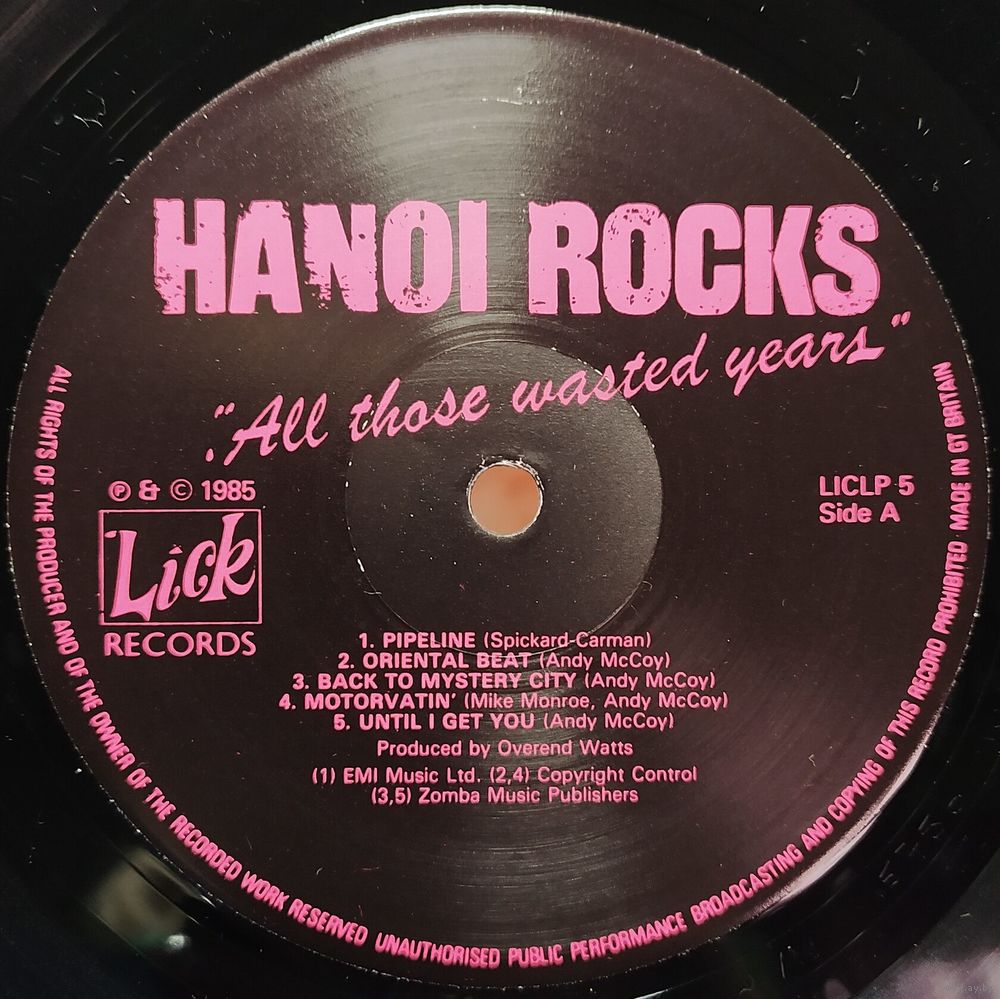 HANOI ROCKS
."All those wasted years"
℗ & © 1985
Lick
RECORDS
LICLP 5
Side A
1. PIPELINE (Spickard-Carman)
2. ORIENTAL BEAT (Andy McCoy)
3. BACK TO MYSTERY CITY (Andy McCoy)
4. MOTORVATIN' (Mike Monroe, Andy McCoy)
5. UNTIL I GET YOU (Andy McCoy)
Produced by Overend Watts
(1) EMI Music Ltd. (2,4) Copyright Control
(3,5) Zomba Music Publishers
ALL RIGHTS OF THE PRODUCER AND OF THE OWNER OF THE RECORDED WORK RESERVED UNAUTHORISED PUBLIC PERFORMANCE BROADCASTING AND COPYING OF THIS RECORD PROHIBITED MADE IN GT BRITAIN